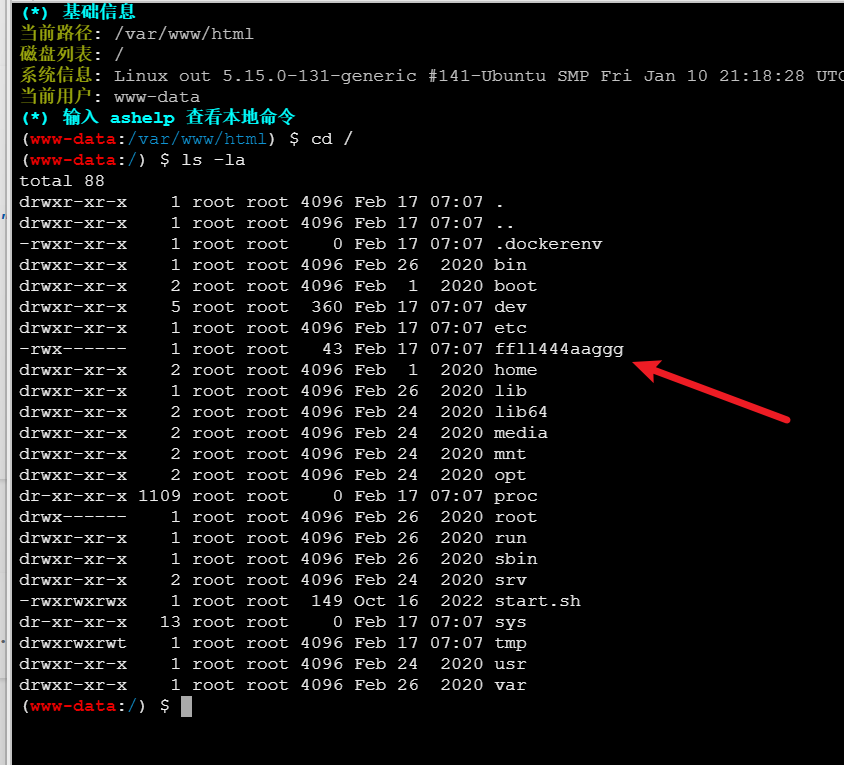 (*) 基础信息
当前路径: /var/www/html
磁盘列表: /
系统信息: Linux out 5.15.0-131-generic #141-Ubuntu SMP Fri Jan 10 21:18:28 UTC
当前用户: www-data
(*) 输入 ashelp 查看本地命令
(www-data:/var/www/html) $ cd /
(www-data:/) $ ls -la
total 88
drwxr-xr-x    1 root root 4096 Feb 17 07:07 .
drwxr-xr-x    1 root root 4096 Feb 17 07:07 ..
-rwxr-xr-x    1 root root    0 Feb 17 07:07 .dockerenv
drwxr-xr-x    1 root root 4096 Feb 26  2020 bin
drwxr-xr-x    2 root root 4096 Feb  1  2020 boot
drwxr-xr-x    5 root root  360 Feb 17 07:07 dev
drwxr-xr-x    1 root root 4096 Feb 17 07:07 etc
-rwx------    1 root root   43 Feb 17 07:07 ffll444aaggg
drwxr-xr-x    2 root root 4096 Feb  1  2020 home
drwxr-xr-x    1 root root 4096 Feb 26  2020 lib
drwxr-xr-x    2 root root 4096 Feb 24  2020 lib64
drwxr-xr-x    2 root root 4096 Feb 24  2020 media
drwxr-xr-x    2 root root 4096 Feb 24  2020 mnt
drwxr-xr-x    2 root root 4096 Feb 24  2020 opt
dr-xr-xr-x 1109 root root    0 Feb 17 07:07 proc
drwx------    1 root root 4096 Feb 26  2020 root
drwxr-xr-x    1 root root 4096 Feb 26  2020 run
drwxr-xr-x    1 root root 4096 Feb 26  2020 sbin
drwxr-xr-x    2 root root 4096 Feb 24  2020 srv
-rwxrwxrwx    1 root root  149 Oct 16  2022 start.sh
dr-xr-xr-x   13 root root    0 Feb 17 07:07 sys
drwxrwxrwt    1 root root 4096 Feb 17 07:07 tmp
drwxr-xr-x    1 root root 4096 Feb 24  2020 usr
drwxr-xr-x    1 root root 4096 Feb 26  2020 var
(www-data:/) $